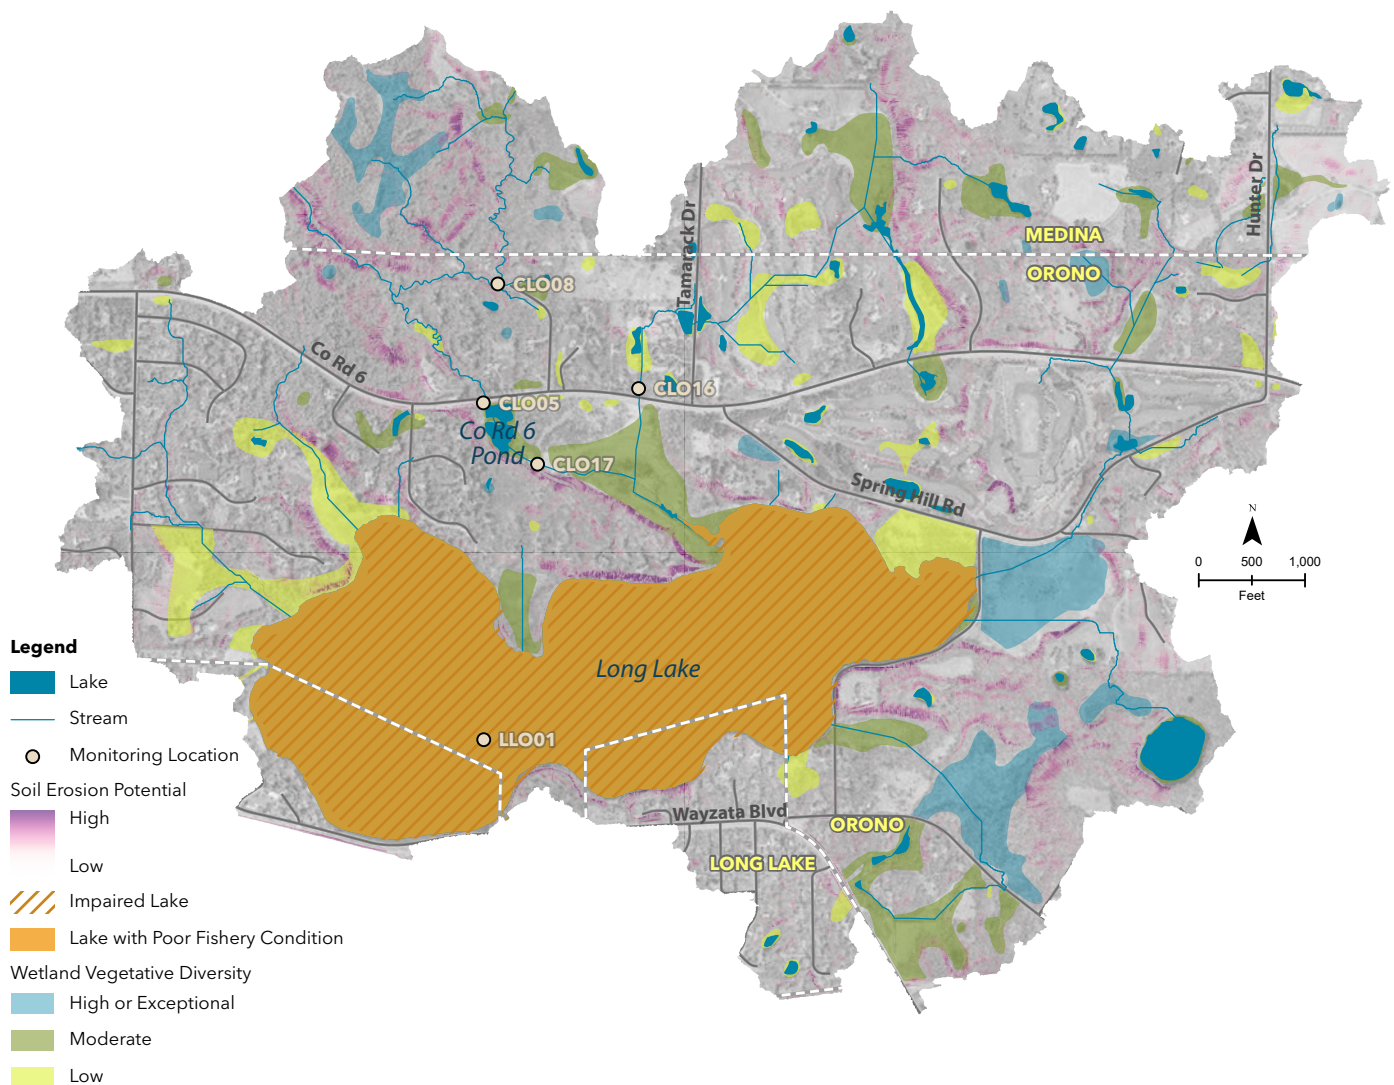 MEDINA
ORONO
Hunter Dr
Tamarack Dr
CLO08
Co Rd 6
CLO16
CLO05
Co Rd 6
Pond
CLO17
Spring Hill Rd
N
0 500 1,000
Feet
Long Lake
LLO01
Wayzata Blvd
ORONO
LONG LAKE
Legend
Lake
Stream
Monitoring Location
Soil Erosion Potential
High
Low
Impaired Lake
Lake with Poor Fishery Condition
Wetland Vegetative Diversity
High or Exceptional
Moderate
Low